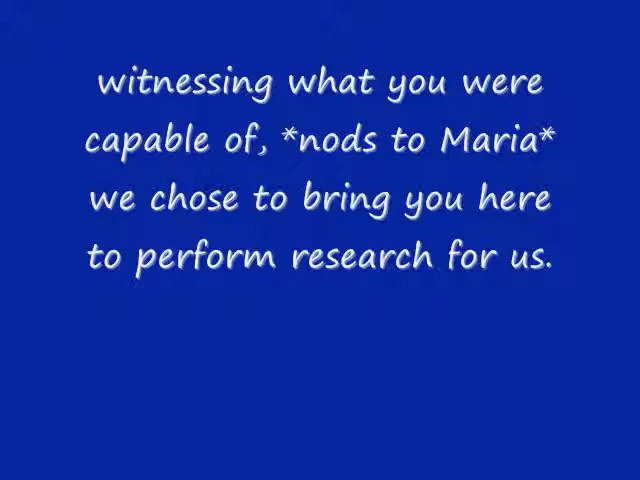 witnessing what you were
capable of, *nods to Maria*
we chose to bring you here
to perform research for us.